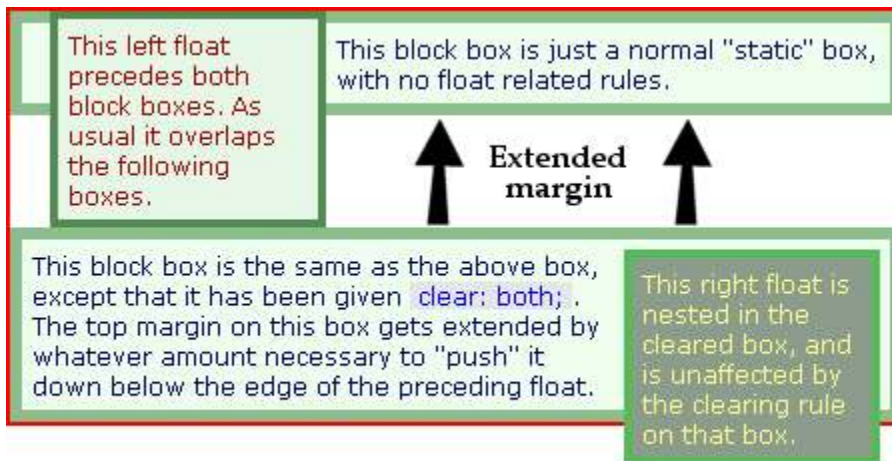 This left float
precedes both
block boxes. As
usual it overlaps
the following
boxes.
This block box is just a normal "static" box,
with no float related rules.
Extended
margin
This block box is the same as the above box,
except that it has been given clear: both; .
The top margin on this box gets extended by
whatever amount necessary to "push" it
down below the edge of the preceding float.
This right float is
nested in the
cleared box, and
is unaffected by
the clearing rule
on that box.